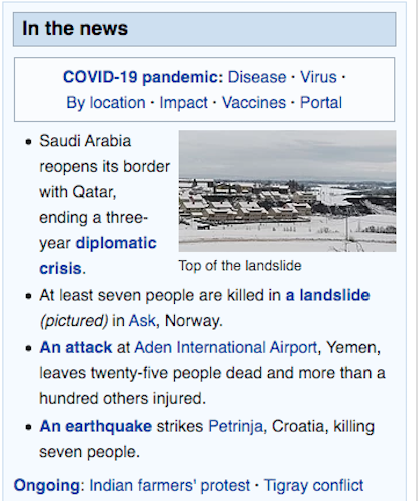 In the news
COVID-19 pandemic: Disease · Virus ·
By location · Impact · Vaccines · Portal
• Saudi Arabia
reopens its border
with Qatar,
ending a three-
year diplomatic
crisis.
Top of the landslide
• At least seven people are killed in a landslide
(pictured) in Ask, Norway.
• An attack at Aden International Airport, Yemen,
leaves twenty-five people dead and more than a
hundred others injured.
• An earthquake strikes Petrinja, Croatia, killing
seven people.
Ongoing: Indian farmers' protest · Tigray conflict